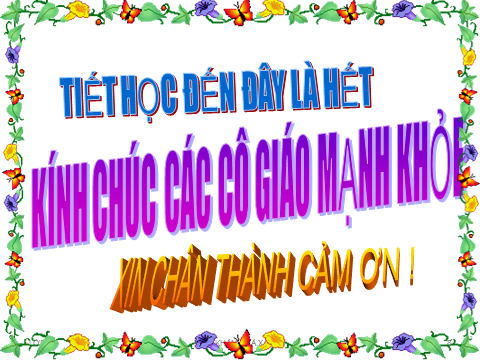 TIẾT HỌC ĐẾN ĐÂY LÀ HẾT
KÍNH CHÚC CÁC CÔ GIÁO MẠNH KHỎE
XIN CHÂN THÀNH CẢM ƠN !